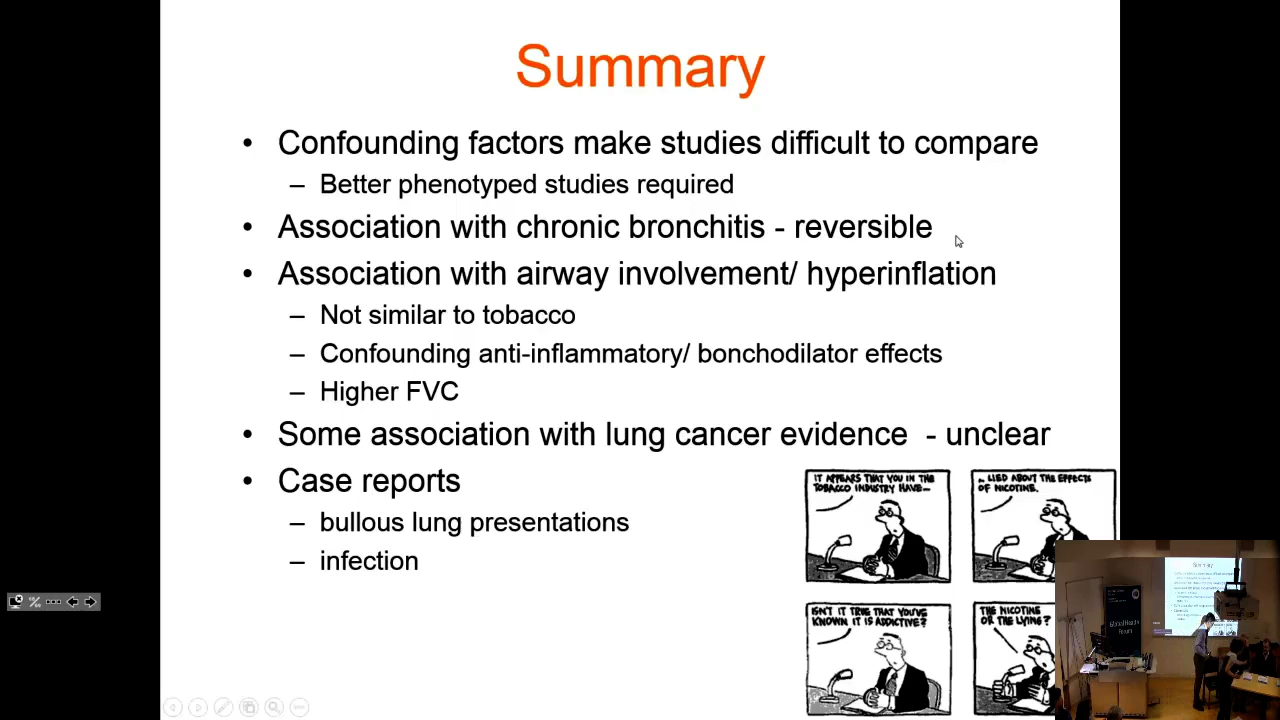 Summary
• Confounding factors make studies difficult to compare
– Better phenotyped studies required
• Association with chronic bronchitis - reversible
• Association with airway involvement/ hyperinflation
– Not similar to tobacco
– Confounding anti-inflammatory/ bonchodilator effects
– Higher FVC
• Some association with lung cancer evidence - unclear
• Case reports
– bullous lung presentations
– infection
IT APPEARS THAT YOU IN THE
TOBACCO INDUSTRY HAVE—
.. LIED ABOUT THE EFFECTS
OF NICOTINE.
ISN'T IT TRUE THAT YOU'VE
KNOWN IT IS ADDICTIVE?
THE NICOTINE
OR THE LYING?
Summary
Global Health
Forum